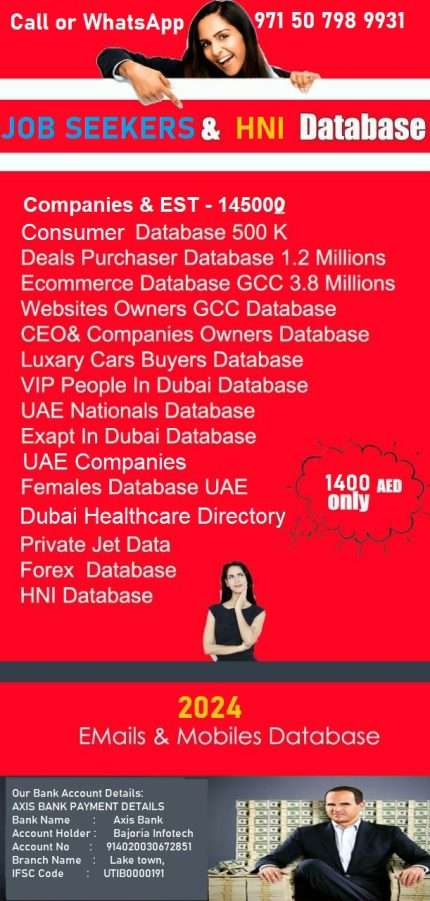 Call or WhatsApp 971 50 798 9931
JOB SEEKERS & HNI Database
Companies & EST - 145000
Consumer Database 500 K
Deals Purchaser Database 1.2 Millions
Ecommerce Database GCC 3.8 Millions
Websites Owners GCC Database
CEO& Companies Owners Database
Luxary Cars Buyers Database
VIP People In Dubai Database
UAE Nationals Database
Exapt In Dubai Database
UAE Companies
Females Database UAE
1400 AED
only
Dubai Healthcare Directory
Private Jet Data
Forex Database
HNI Database
2024
EMails & Mobiles Database
Our Bank Account Details:
AXIS BANK PAYMENT DETAILS
Bank Name : Axis Bank
Account Holder : Bajoria Infotech
Account No : 914020030672851
Branch Name : Lake town,
IFSC Code : UTIB0000191